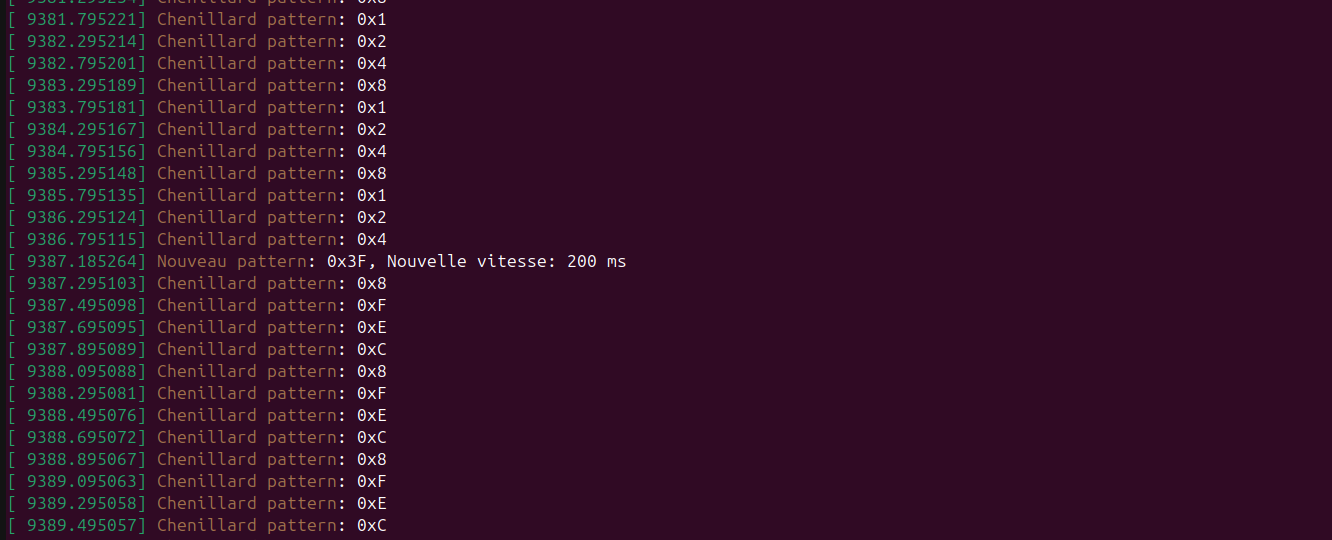 [ 9381.795221] Chenillard pattern: 0x1
[ 9382.295214] Chenillard pattern: 0x2
[ 9382.795201] Chenillard pattern: 0x4
[ 9383.295189] Chenillard pattern: 0x8
[ 9383.795181] Chenillard pattern: 0x1
[ 9384.295167] Chenillard pattern: 0x2
[ 9384.795156] Chenillard pattern: 0x4
[ 9385.295148] Chenillard pattern: 0x8
[ 9385.795135] Chenillard pattern: 0x1
[ 9386.295124] Chenillard pattern: 0x2
[ 9386.795115] Chenillard pattern: 0x4
[ 9387.185264] Nouveau pattern: 0x3F, Nouvelle vitesse: 200 ms
[ 9387.295103] Chenillard pattern: 0x8
[ 9387.495098] Chenillard pattern: 0xF
[ 9387.695095] Chenillard pattern: 0xE
[ 9387.895089] Chenillard pattern: 0xC
[ 9388.095088] Chenillard pattern: 0x8
[ 9388.295081] Chenillard pattern: 0xF
[ 9388.495076] Chenillard pattern: 0xE
[ 9388.695072] Chenillard pattern: 0xC
[ 9388.895067] Chenillard pattern: 0x8
[ 9389.095063] Chenillard pattern: 0xF
[ 9389.295058] Chenillard pattern: 0xE
[ 9389.495057] Chenillard pattern: 0xC